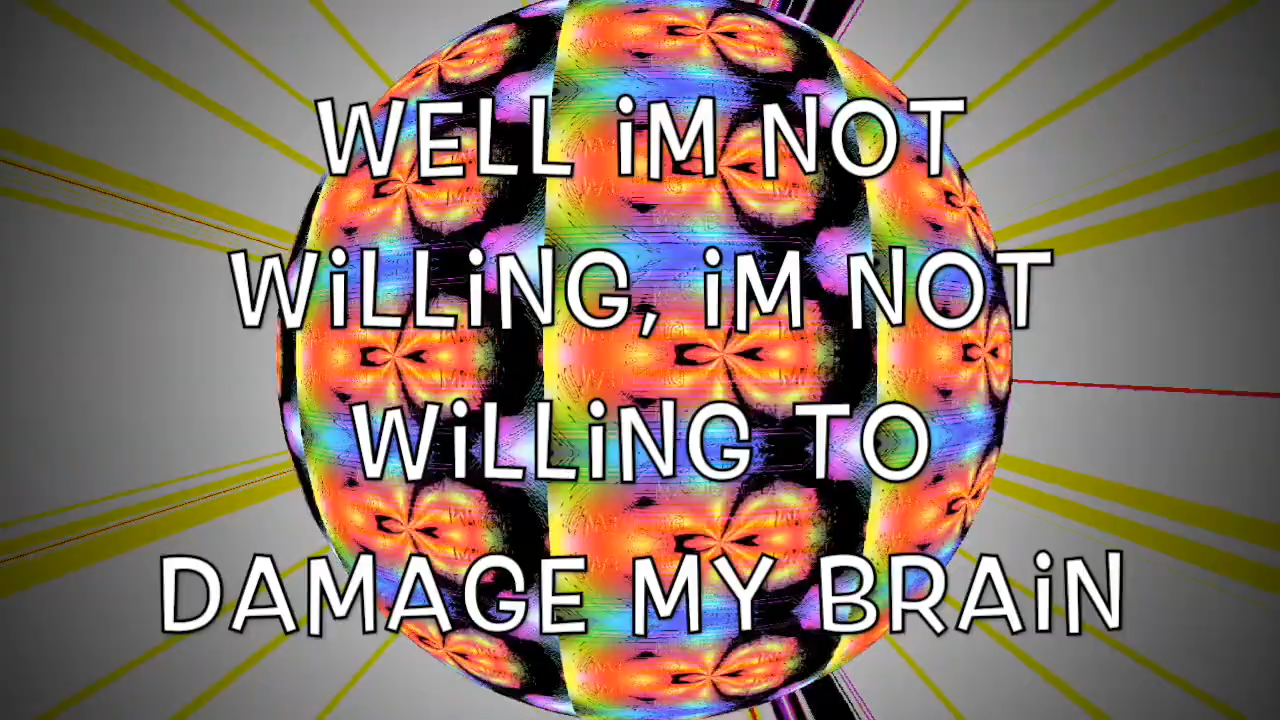 WELL iM NOT
WiLLiNG, iM NOT
WiLLiNG TO
DAMAGE MY BRAiN